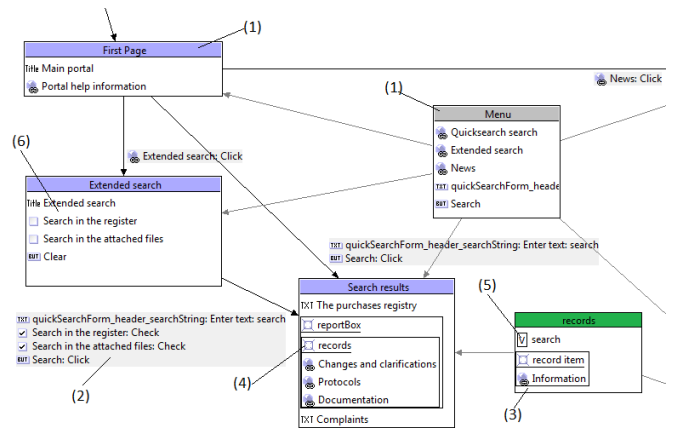 (1)
First Page
Title Main portal
Portal help information
News: Click
(1)
Menu
Quicksearch search
Extended search
News
TXT quickSearchForm_heade
BUT Search
Extended search: Click
(6)
Extended search
Title Extended search
Search in the register
Search in the attached files
BUT Clear
TXT quickSearchForm_header_searchString: Enter text: search
BUT Search: Click
Search results
TXT The purchases registry
reportBox
records
Changes and clarifications
Protocols
Documentation
TXT Complaints
(5)
records
V search
record item
Information
(3)
TXT quickSearchForm_header_searchString: Enter text: search
Search in the register: Check
Search in the attached files: Check
BUT Search: Click
(2)
(4)